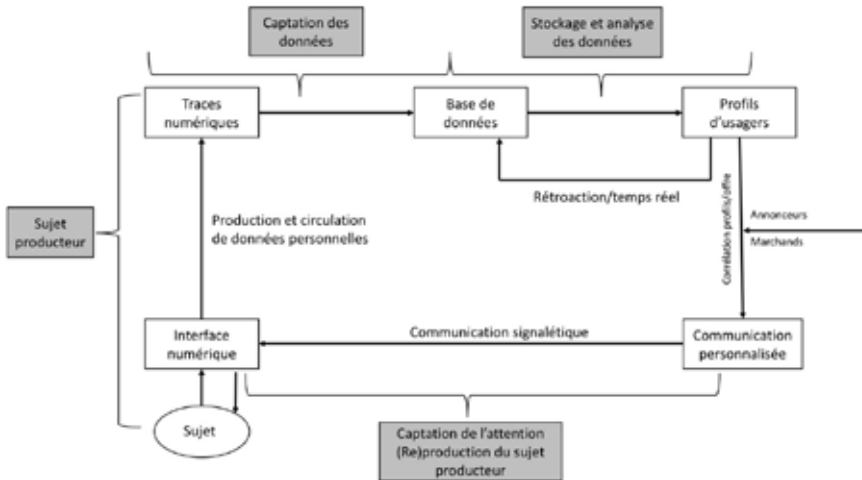 Captation des
données
Stockage et analyse
des données
Traces
numériques
Base de
données
Profils
d'usagers
Rétroaction/temps réel
Sujet
producteur
Production et circulation
de données personnelles
Corrélation profils/offre
Annonceurs
Marchands
Interface
numérique
Communication signalétique
Communication
personnalisée
Sujet
Captation de l'attention
(Re)production du sujet
producteur